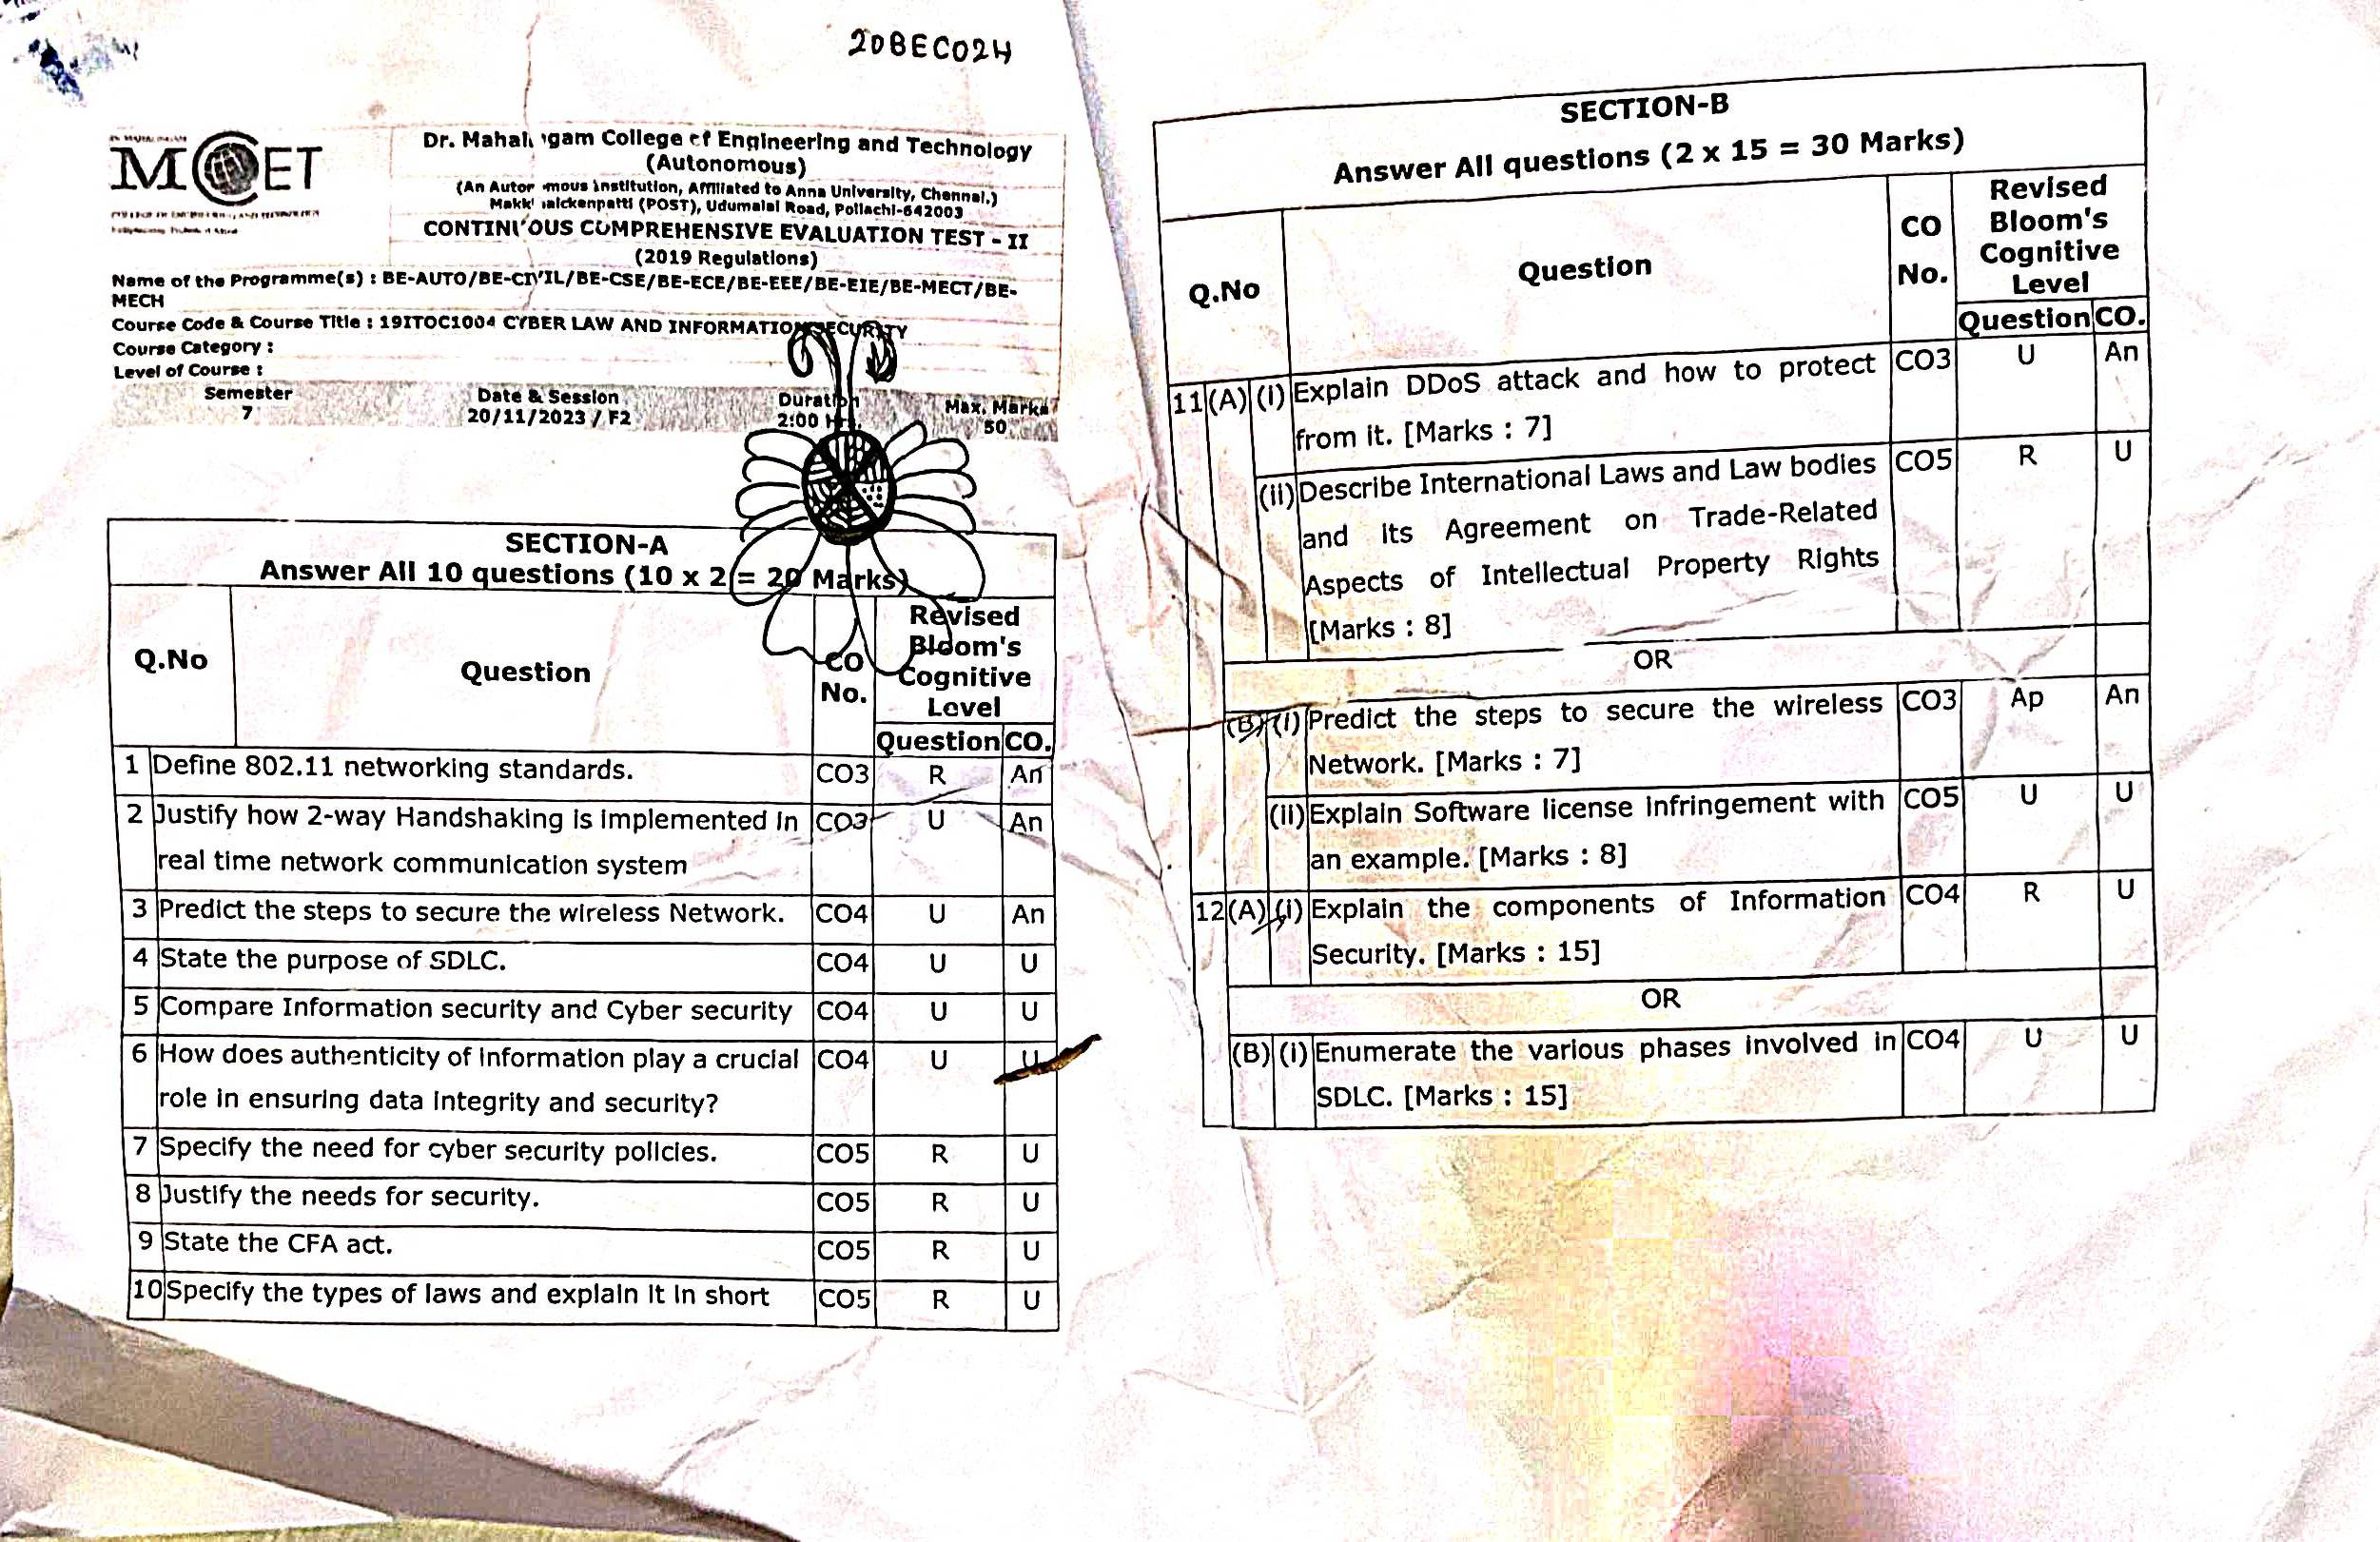 20BEC024
MCET
Dr. Mahalingam College of Engineering and Technology
(Autonomous)
(An Autonomous Institution, Affiliated to Anna University, Chennai.)
(POST), Udumalai Road, Pollachi-642003
CONTINUOUS COMPREHENSIVE EVALUATION TEST - II
(2019 Regulations)
Name of the Programme(s) : BE-AUTO/BE-CIVIL/BE-CSE/BE-ECE/BE-EEE/BE-EIE/BE-MECT/BE-
MECH
Course Code & Course Title : 19ITOC1004 CYBER LAW AND INFORMATION SECURITY
Course Category :
Level of Course :
Semester Date & Session Duration Max. Marks
7 20/11/2023 / F2 2:00 Hrs. 50
SECTION-A
Answer All 10 questions (10 x 2 = 20 Marks)
Q.No Question CO No. Revised Bloom's Cognitive Level
Question CO.
1 Define 802.11 networking standards. CO3 R An
2 Justify how 2-way Handshaking is implemented in CO3 U An
real time network communication system
3 Predict the steps to secure the wireless Network. CO4 U An
4 State the purpose of SDLC. CO4 U U
5 Compare Information security and Cyber security CO4 U U
6 How does authenticity of information play a crucial CO4 U U
role in ensuring data integrity and security?
7 Specify the need for cyber security policies. CO5 R U
8 Justify the needs for security. CO5 R U
9 State the CFA act. CO5 R U
10 Specify the types of laws and explain it in short CO5 R U
SECTION-B
Answer All questions (2 x 15 = 30 Marks)
Q.No Question CO No. Revised Bloom's Cognitive Level
Question CO.
11 (A) (i) Explain DDoS attack and how to protect CO3 U An
from it. [Marks : 7]
(ii) Describe International Laws and Law bodies CO5 R U
and its Agreement on Trade-Related
Aspects of Intellectual Property Rights
[Marks : 8]
OR
(B) (i) Predict the steps to secure the wireless CO3 Ap An
Network. [Marks : 7]
(ii) Explain Software license infringement with CO5 U U
an example. [Marks : 8]
12 (A) (i) Explain the components of Information CO4 R U
Security. [Marks : 15]
OR
(B) (i) Enumerate the various phases involved in CO4 U U
SDLC. [Marks : 15]